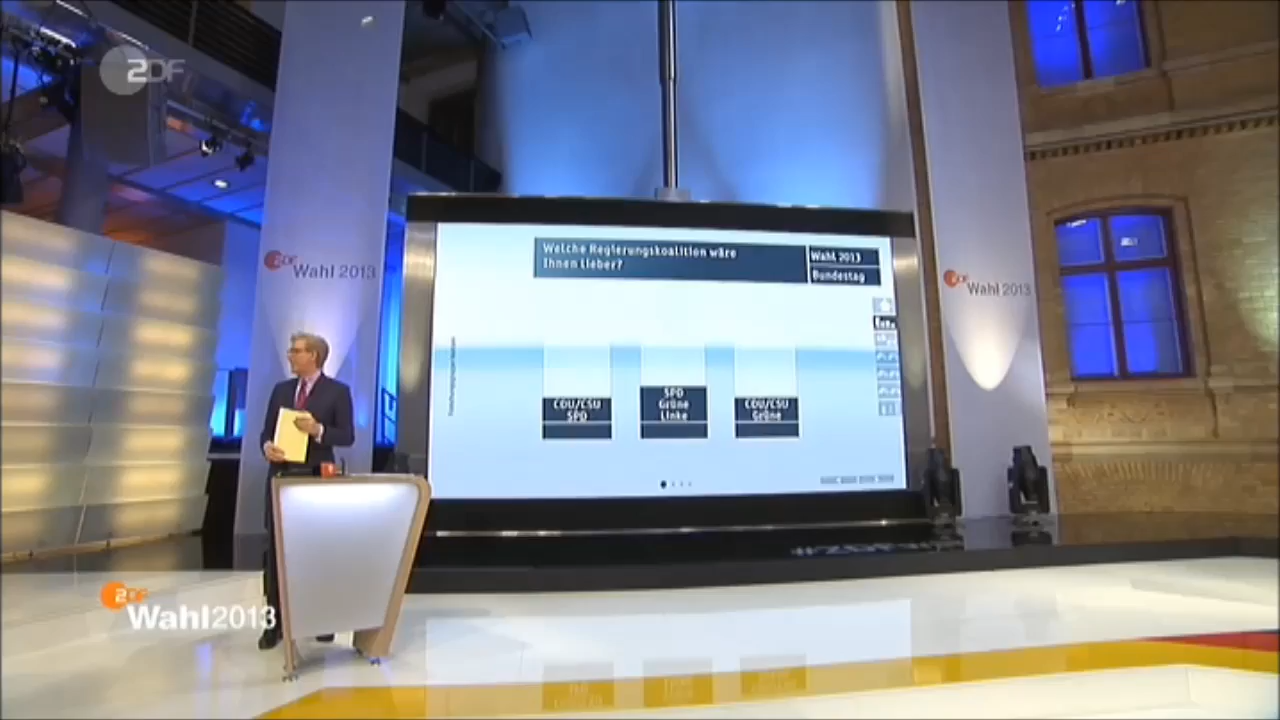 ZDF
ZDF
Wahl 2013
Welche Regierungskoalition wäre
Ihnen lieber?
Wahl 2013
Bundestag
CDU/CSU
SPD
SPD
Grüne
Linke
CDU/CSU
Grüne
ZDF
Wahl 2013
ZDF
Wahl2013